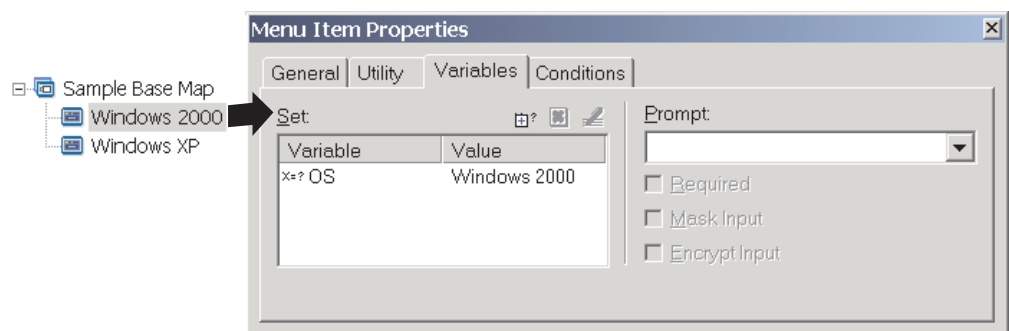 Menu Item Properties
General Utility Variables Conditions
Sample Base Map
Windows 2000
Windows XP
Set:
Prompt:
Variable Value
x=? OS Windows 2000
Required
Mask Input
Encrypt Input